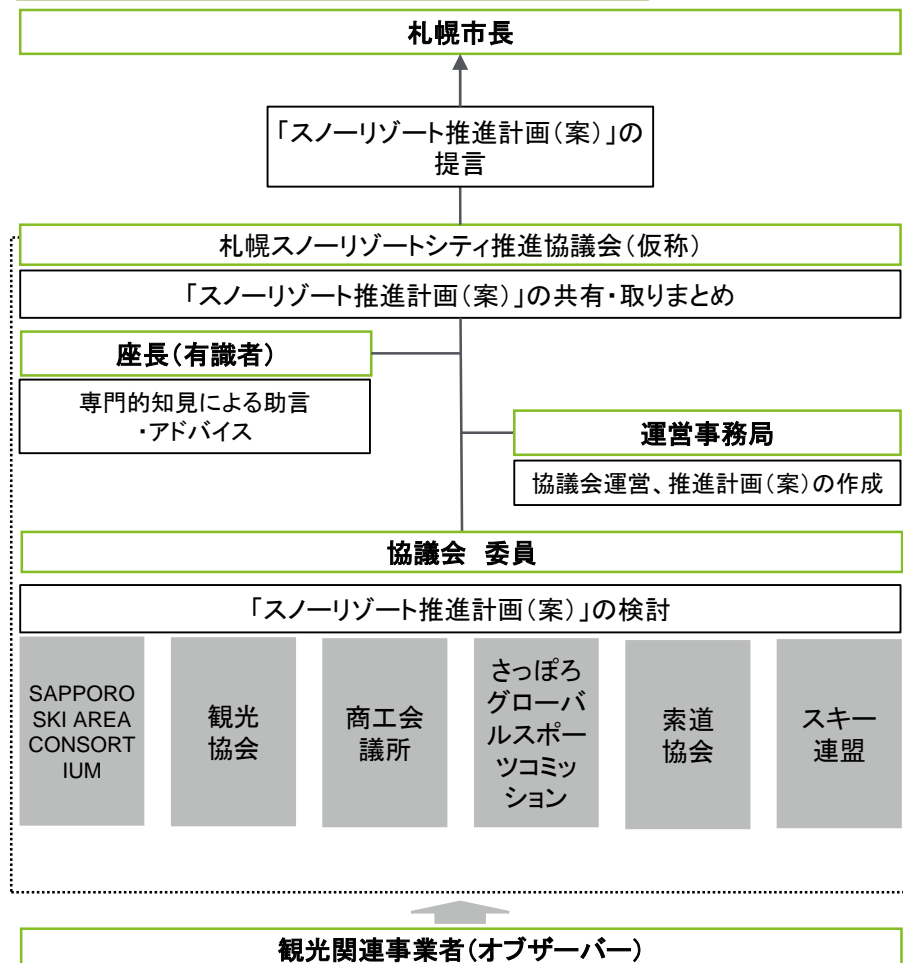 札幌市長
「スノーリゾート推進計画（案）」の
提言
札幌スノーリゾートシティ推進協議会（仮称）
「スノーリゾート推進計画（案）」の共有・取りまとめ
座長（有識者）
専門的知見による助言
・アドバイス
運営事務局
協議会運営、推進計画（案）の作成
協議会　委員
「スノーリゾート推進計画（案）」の検討
SAPPORO
SKI AREA
CONSORT
IUM
観光
協会
商工会
議所
さっぽろ
グローバ
ルスポー
ツコミッ
ション
索道
協会
スキー
連盟
観光関連事業者（オブザーバー）